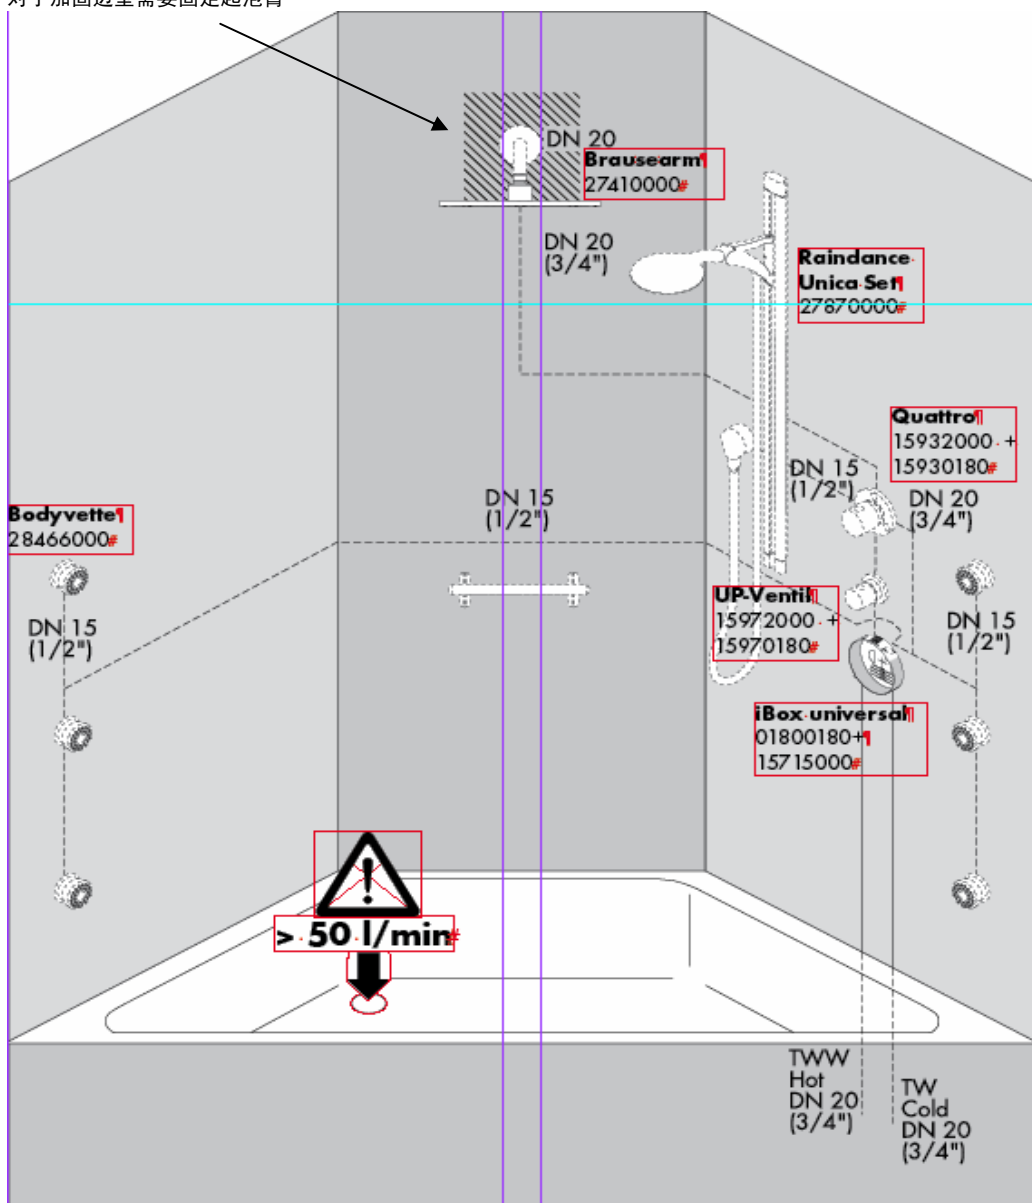 DN 20
Brausearm¶
27410000#
DN 20
(3/4")
Raindance·
Unica·Set¶
27870000#
Quattro¶
15932000·+
15930180#
DN 15
(1/2")
DN 20
(3/4")
DN 15
(1/2")
Bodyvette¶
28466000#
DN 15
(1/2")
UP-Ventil¶
15972000·+
15970180#
DN 15
(1/2")
iBox·universal¶
01800180+¶
15715000#
!
>·50·l/min#
TWW
Hot
DN 20
(3/4")
TW
Cold
DN 20
(3/4")